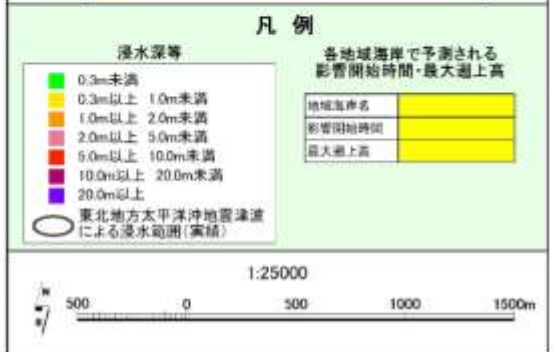 凡 例
浸水深等
0.3m未満
0.3m以上 1.0m未満
1.0m以上 2.0m未満
2.0m以上 5.0m未満
5.0m以上 10.0m未満
10.0m以上 20.0m未満
20.0m以上
東北地方太平洋沖地震津波
による浸水範囲(実績)
各地域海岸で予測される
影響開始時間・最大遡上高
地域海岸名
影響開始時間
最大遡上高
1:25000
500 0 500 1000 1500m